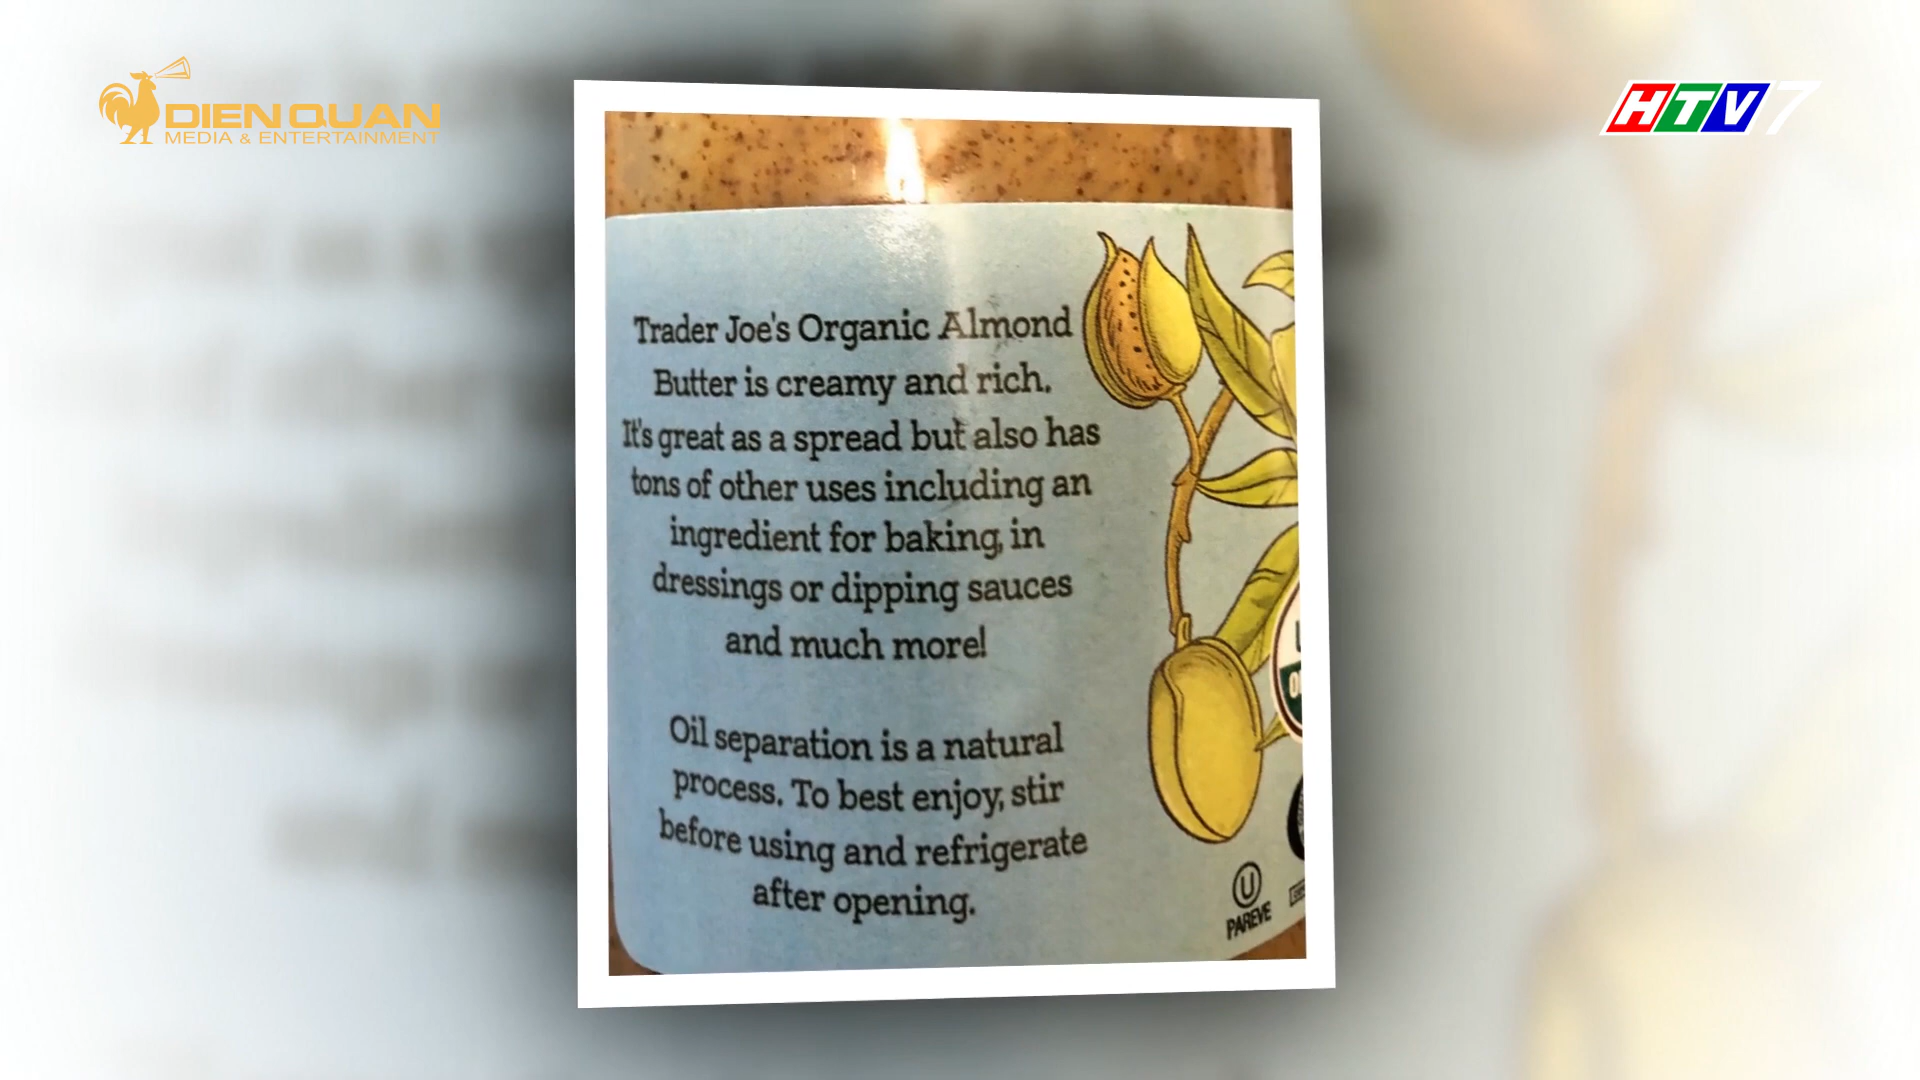 DIEN QUAN
MEDIA & ENTERTAINMENT
HTV7
Trader Joe's Organic Almond
Butter is creamy and rich.
It's great as a spread but also has
tons of other uses including an
ingredient for baking, in
dressings or dipping sauces
and much more!
Oil separation is a natural
process. To best enjoy, stir
before using and refrigerate
after opening.
U
PAREVE